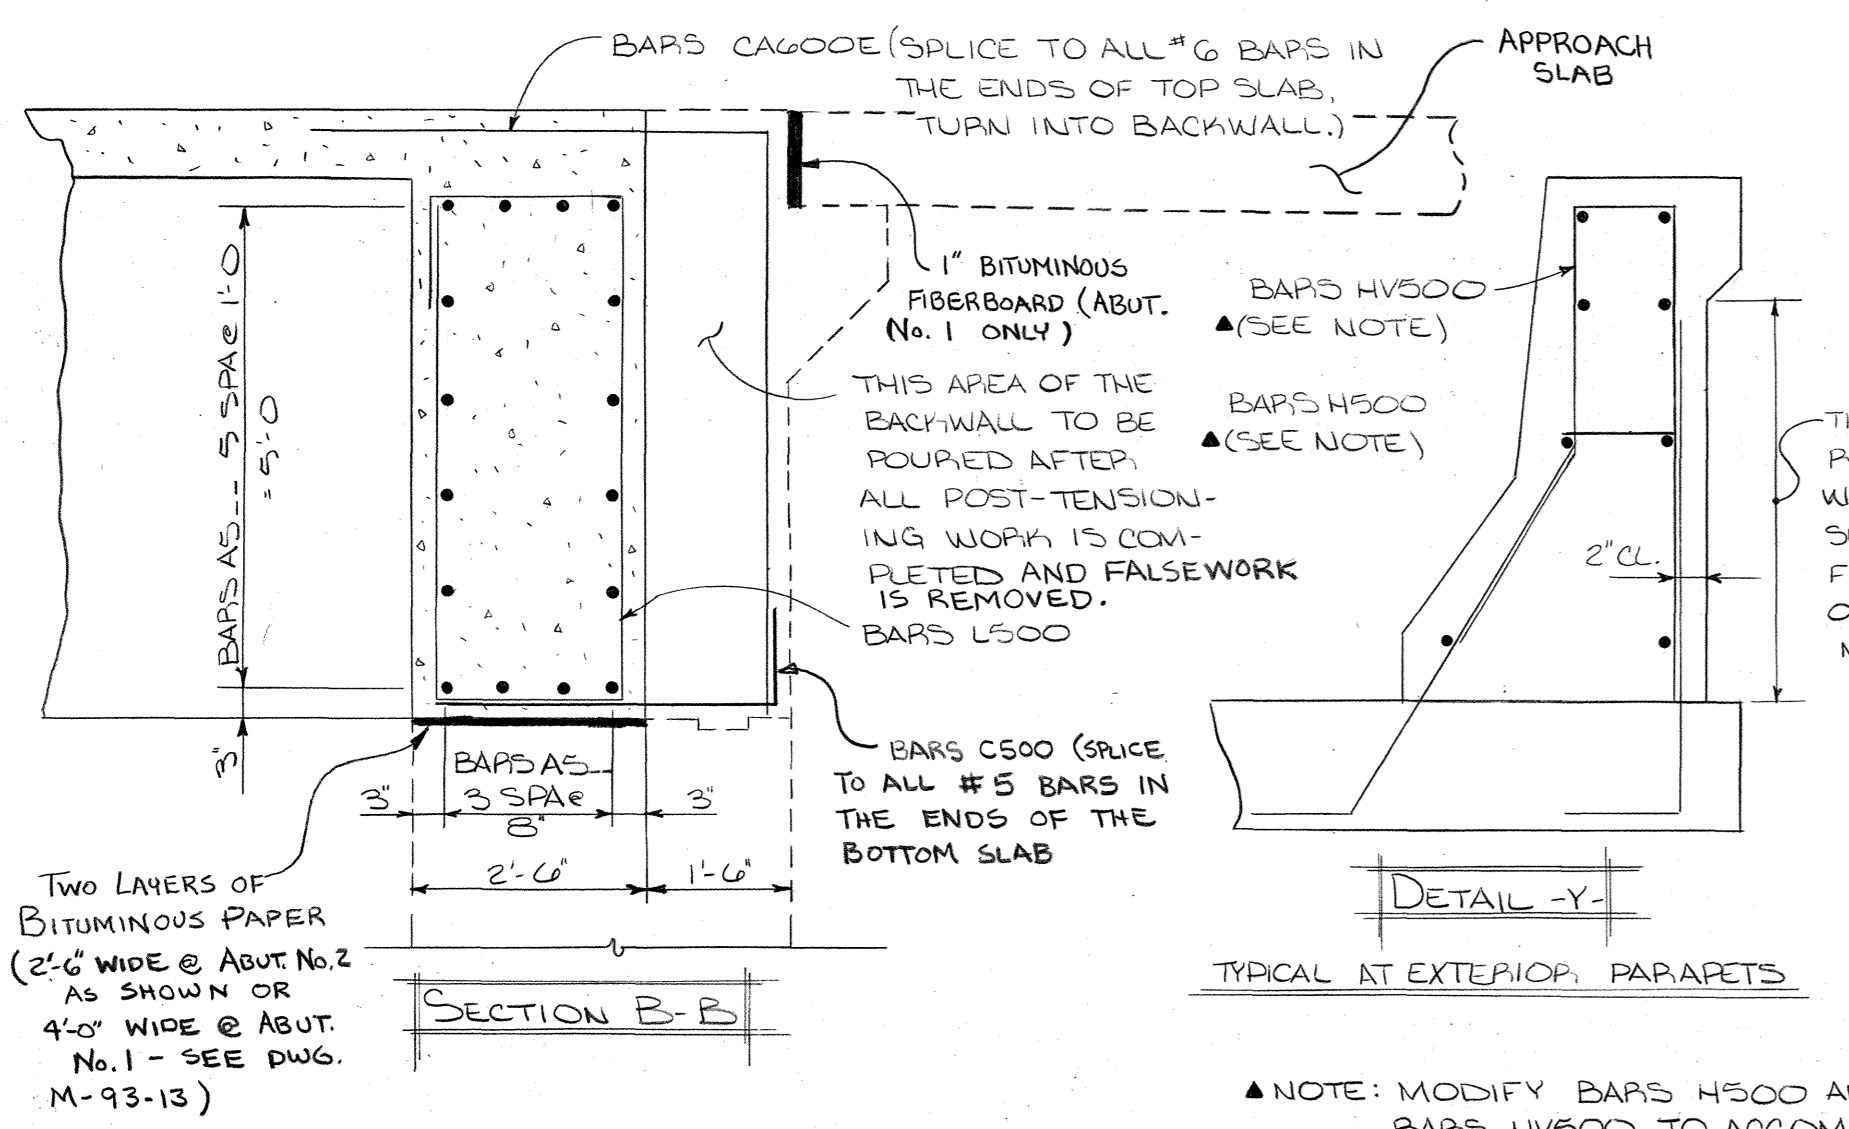 BARS CA600E (SPLICE TO ALL #6 BARS IN
THE ENDS OF TOP SLAB,
TURN INTO BACKWALL.)
APPROACH
SLAB
1" BITUMINOUS
FIBERBOARD (ABUT.
No. 1 ONLY)
THIS AREA OF THE
BACKWALL TO BE
POURED AFTER
ALL POST-TENSION-
ING WORK IS COM-
PLETED AND FALSEWORK
IS REMOVED.
BARS L500
BARS A5__ 5 SPA@ 1'-0
= 5'-0
3"
BARS A5__
3 SPA@
8"
3"
3"
2'-6"
1'-6"
BARS C500 (SPLICE
TO ALL #5 BARS IN
THE ENDS OF THE
BOTTOM SLAB
TWO LAYERS OF
BITUMINOUS PAPER
(2'-6" WIDE @ ABUT. No. 2
AS SHOWN OR
4'-0" WIDE @ ABUT.
No. 1 - SEE DWG.
M-93-13)
SECTION B-B
BARS HV500
▲(SEE NOTE)
BARS H500
▲(SEE NOTE)
2" CL.
DETAIL -Y-
TYPICAL AT EXTERIOR PARAPETS
▲NOTE: MODIFY BARS H500 A
BARS HV500 TO ACCOM